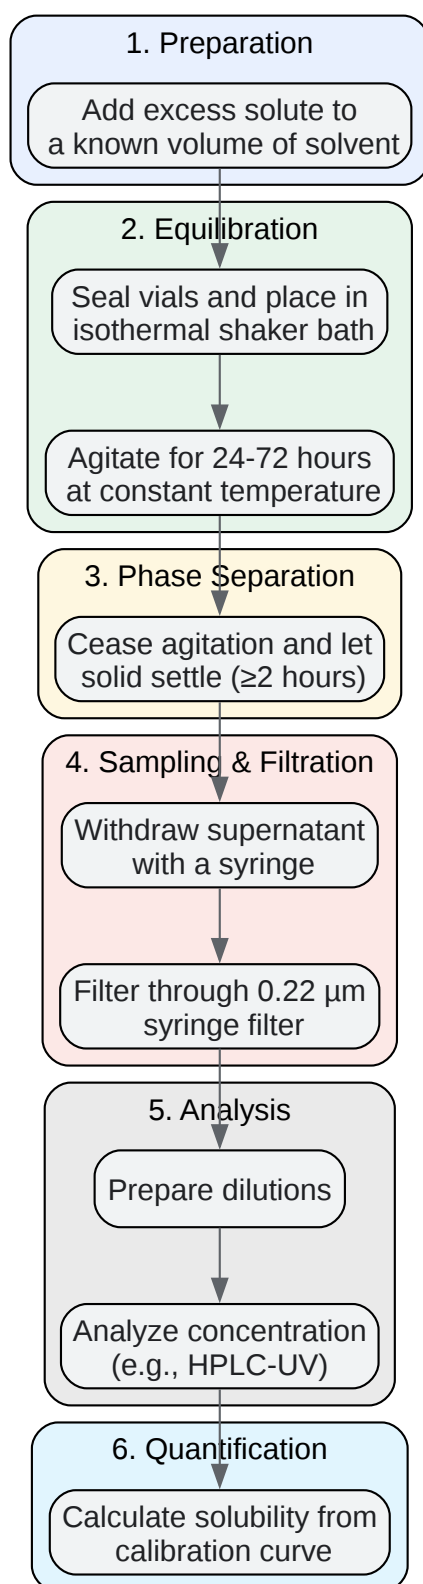 1. Preparation
Add excess solute to
a known volume of solvent
2. Equilibration
Seal vials and place in
isothermal shaker bath
Agitate for 24-72 hours
at constant temperature
3. Phase Separation
Cease agitation and let
solid settle (≥2 hours)
4. Sampling & Filtration
Withdraw supernatant
with a syringe
Filter through 0.22 µm
syringe filter
5. Analysis
Prepare dilutions
Analyze concentration
(e.g., HPLC-UV)
6. Quantification
Calculate solubility from
calibration curve